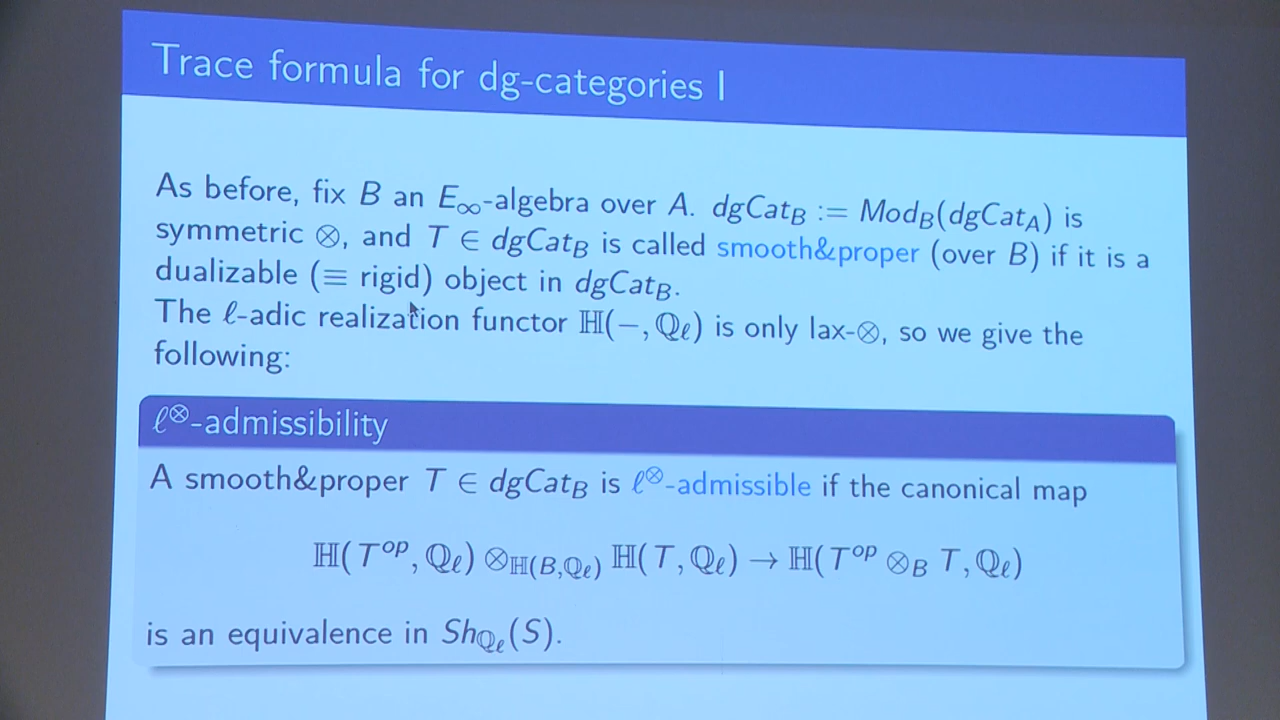 Trace formula for dg-categories I
As before, fix B an E∞-algebra over A. dgCat_B := Mod_B(dgCat_A) is
symmetric ⊗, and T ∈ dgCat_B is called smooth&proper (over B) if it is a
dualizable (≡ rigid) object in dgCat_B.
The ℓ-adic realization functor ℍ(−, ℚ_ℓ) is only lax-⊗, so we give the
following:
ℓ^⊗-admissibility
A smooth&proper T ∈ dgCat_B is ℓ^⊗-admissible if the canonical map
ℍ(T^op, ℚ_ℓ) ⊗_ℍ(B,ℚ_ℓ) ℍ(T, ℚ_ℓ) → ℍ(T^op ⊗_B T, ℚ_ℓ)
is an equivalence in Sh_ℚ_ℓ(S).